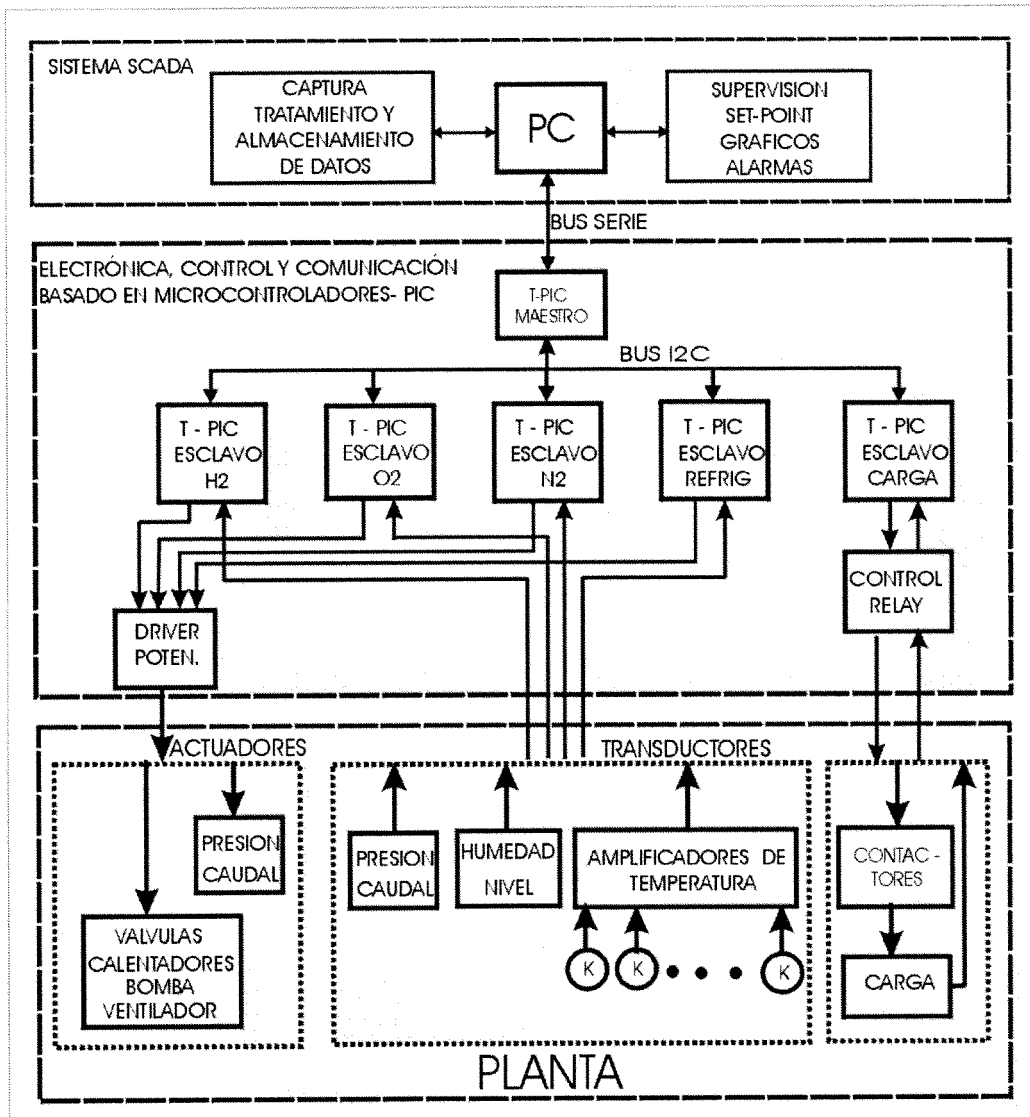 SISTEMA SCADA
CAPTURA
TRATAMIENTO Y
ALMACENAMIENTO
DE DATOS
PC
SUPERVISION
SET-POINT
GRAFICOS
ALARMAS
BUS SERIE
ELECTRÓNICA, CONTROL Y COMUNICACIÓN
BASADO EN MICROCONTROLADORES- PIC
T-PIC
MAESTRO
BUS I2C
T - PIC
ESCLAVO
H2
T - PIC
ESCLAVO
O2
T - PIC
ESCLAVO
N2
T - PIC
ESCLAVO
REFRIG
T - PIC
ESCLAVO
CARGA
CONTROL
RELAY
DRIVER
POTEN.
ACTUADORES
TRANSDUCTORES
PRESION
CAUDAL
VALVULAS
CALENTADORES
BOMBA
VENTILADOR
PRESION
CAUDAL
HUMEDAD
NIVEL
AMPLIFICADORES DE
TEMPERATURA
K
K
K
CONTAC -
TORES
CARGA
PLANTA